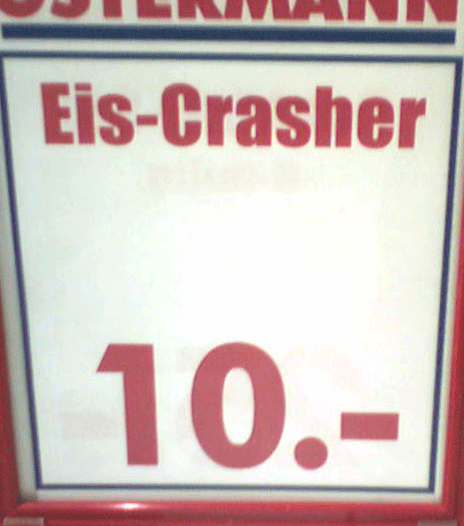 OSTERMANN
Eis-Crasher
10.-